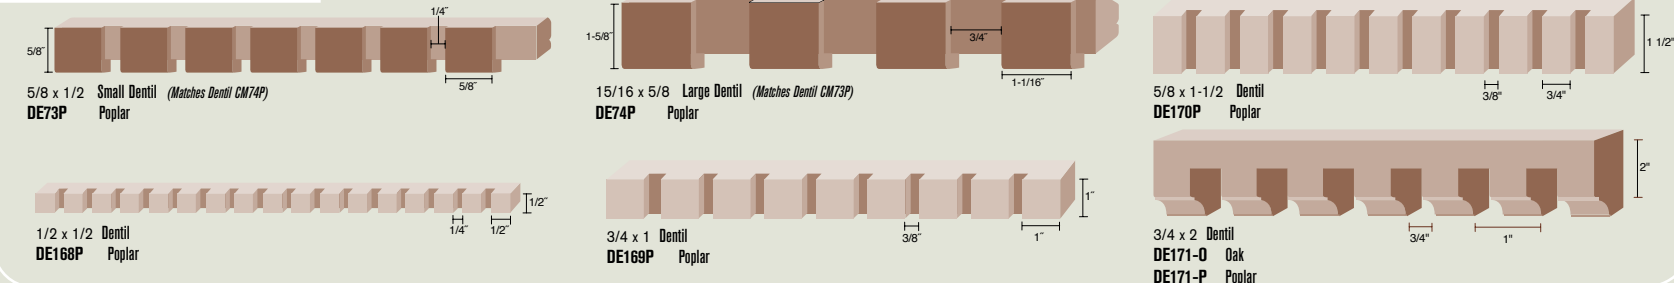 1/4"
5/8"
5/8"
5/8 x 1/2 Small Dentil (Matches Dentil CM74P)
DE73P Poplar
1-5/8"
3/4"
1-1/16"
15/16 x 5/8 Large Dentil (Matches Dentil CM73P)
DE74P Poplar
1 1/2"
3/8"
3/4"
5/8 x 1-1/2 Dentil
DE170P Poplar
1/2"
1/4"
1/2"
1/2 x 1/2 Dentil
DE168P Poplar
1"
3/8"
1"
3/4 x 1 Dentil
DE169P Poplar
2"
3/4"
1"
3/4 x 2 Dentil
DE171-O Oak
DE171-P Poplar